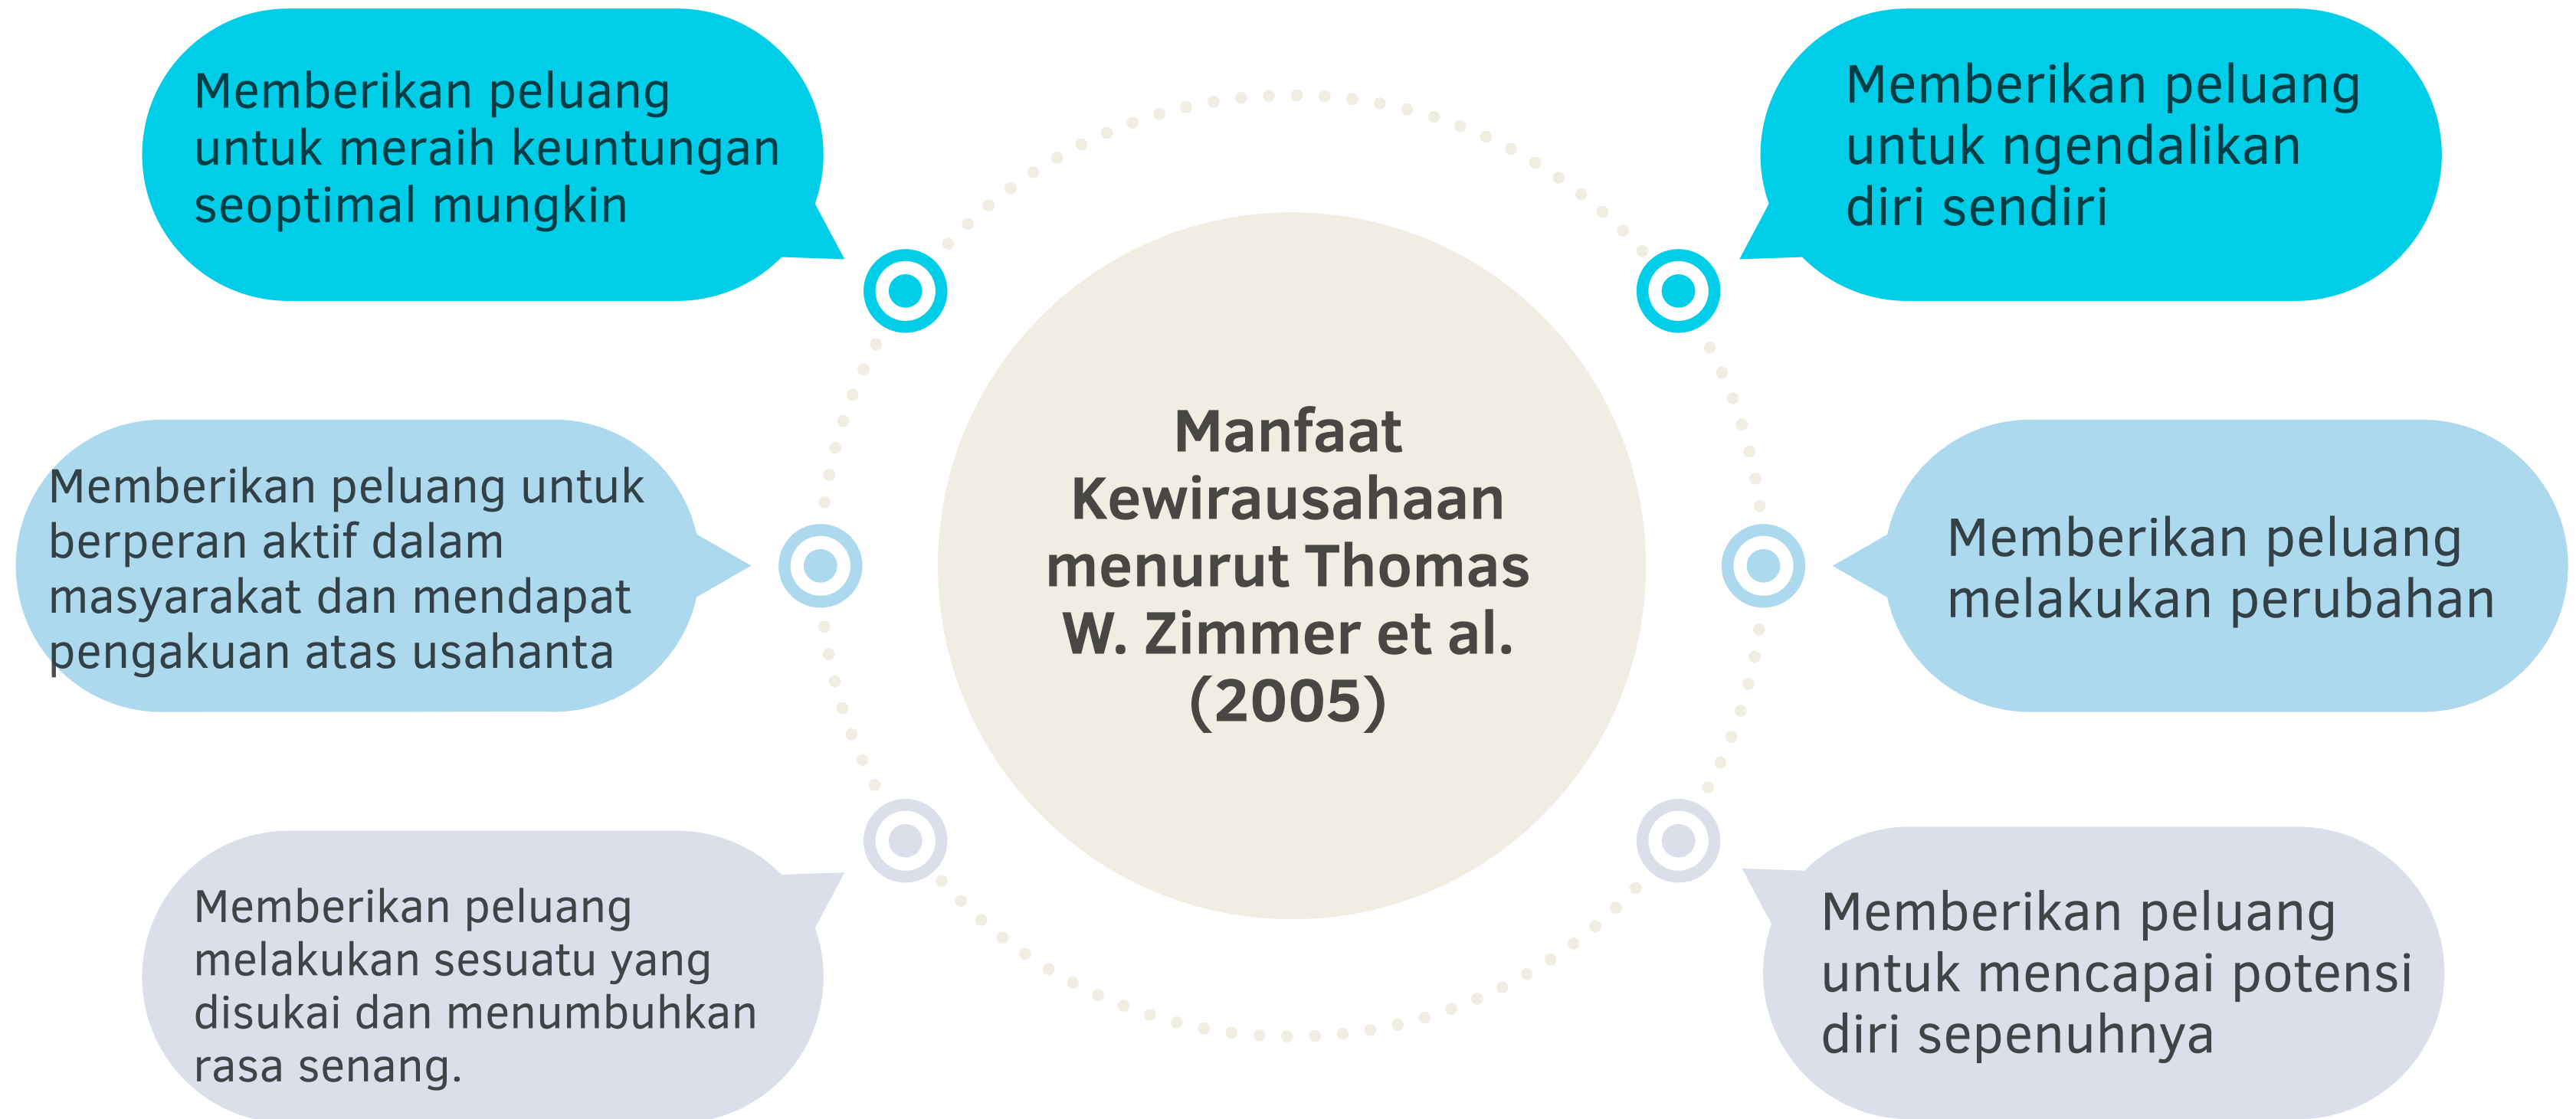 Memberikan peluang
untuk meraih keuntungan
seoptimal mungkin
Memberikan peluang
untuk ngendalikan
diri sendiri
Memberikan peluang untuk
berperan aktif dalam
masyarakat dan mendapat
pengakuan atas usahanta
Manfaat
Kewirausahaan
menurut Thomas
W. Zimmer et al.
(2005)
Memberikan peluang
melakukan perubahan
Memberikan peluang
melakukan sesuatu yang
disukai dan menumbuhkan
rasa senang.
Memberikan peluang
untuk mencapai potensi
diri sepenuhnya